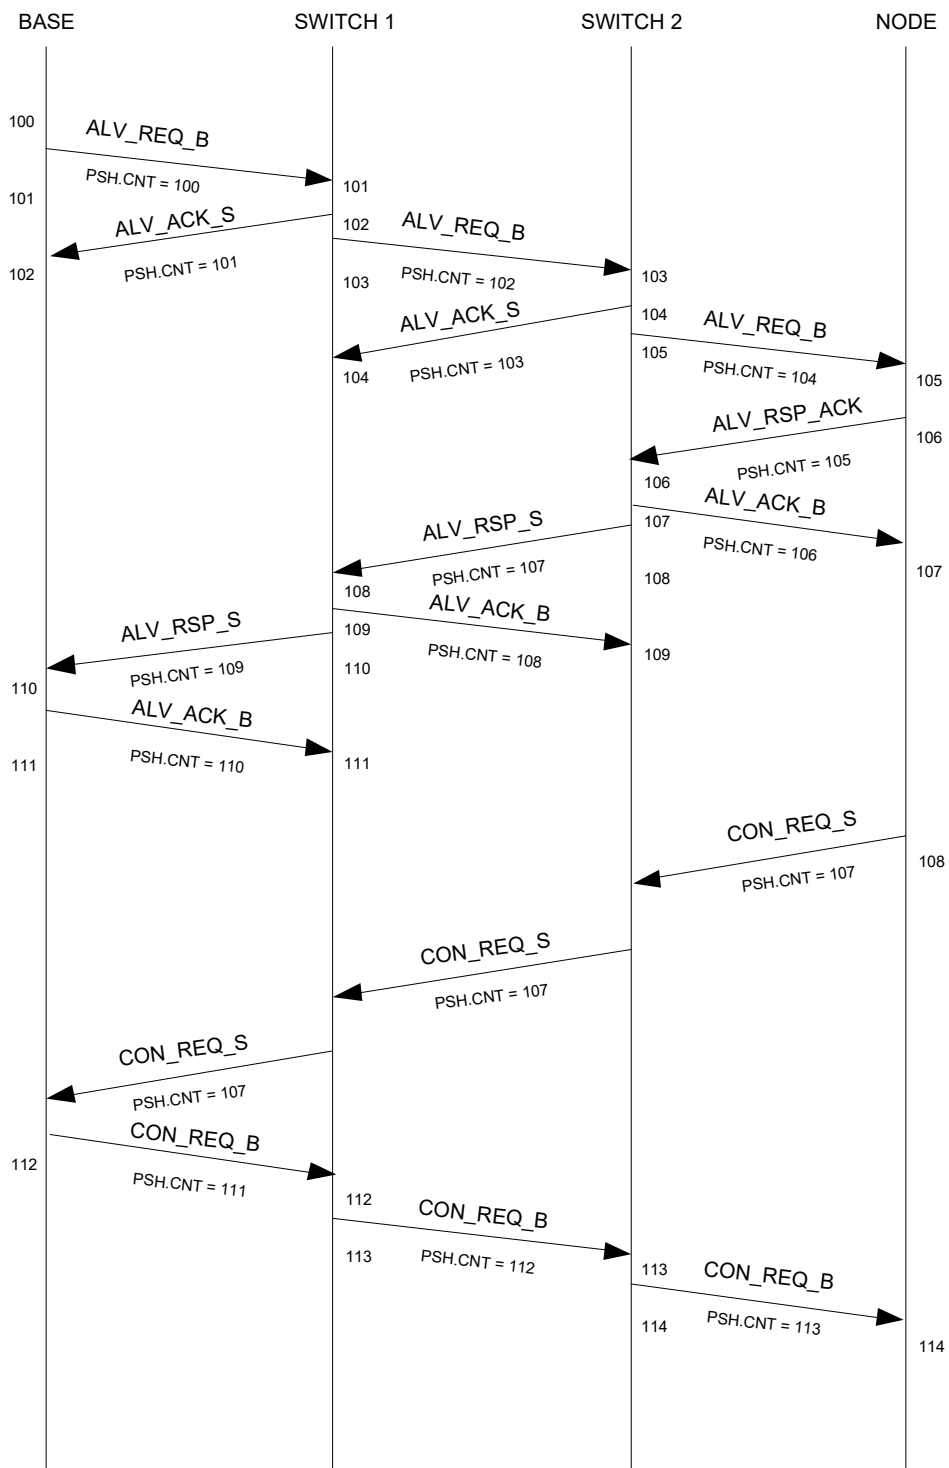 BASE SWITCH 1 SWITCH 2 NODE
100
ALV_REQ_B
PSH.CNT = 100
101
101
ALV_ACK_S
102
ALV_REQ_B
PSH.CNT = 101
102
103
PSH.CNT = 102
103
ALV_ACK_S
104
ALV_REQ_B
105
PSH.CNT = 103
104
PSH.CNT = 104
105
ALV_RSP_ACK
106
PSH.CNT = 105
106
ALV_ACK_B
ALV_RSP_S
107
PSH.CNT = 106
PSH.CNT = 107
108
107
108
ALV_ACK_B
ALV_RSP_S
109
PSH.CNT = 108
109
PSH.CNT = 109
110
110
ALV_ACK_B
PSH.CNT = 110
111
111
CON_REQ_S
108
PSH.CNT = 107
CON_REQ_S
PSH.CNT = 107
CON_REQ_S
PSH.CNT = 107
CON_REQ_B
112
PSH.CNT = 111
112
CON_REQ_B
113
PSH.CNT = 112
113
CON_REQ_B
114
PSH.CNT = 113
114